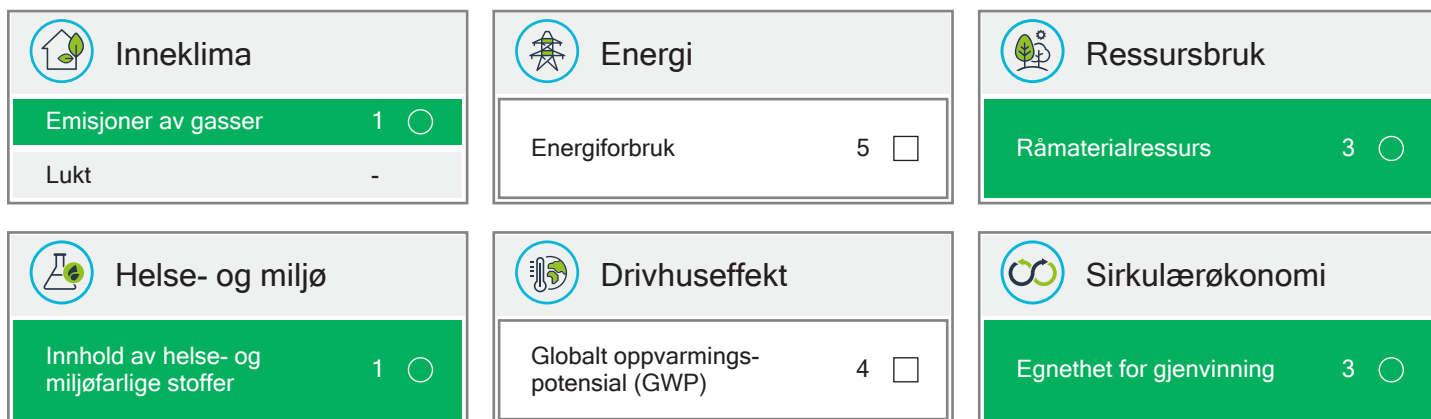 Inneklima
Emisjoner av gasser 1
Lukt -
Energi
Energiforbruk 5
Ressursbruk
Råmaterialressurs 3
Helse- og miljø
Innhold av helse- og
miljøfarlige stoffer 1
Drivhuseffekt
Globalt oppvarmings-
potensial (GWP) 4
Sirkulærøkonomi
Egnethet for gjenvinning 3